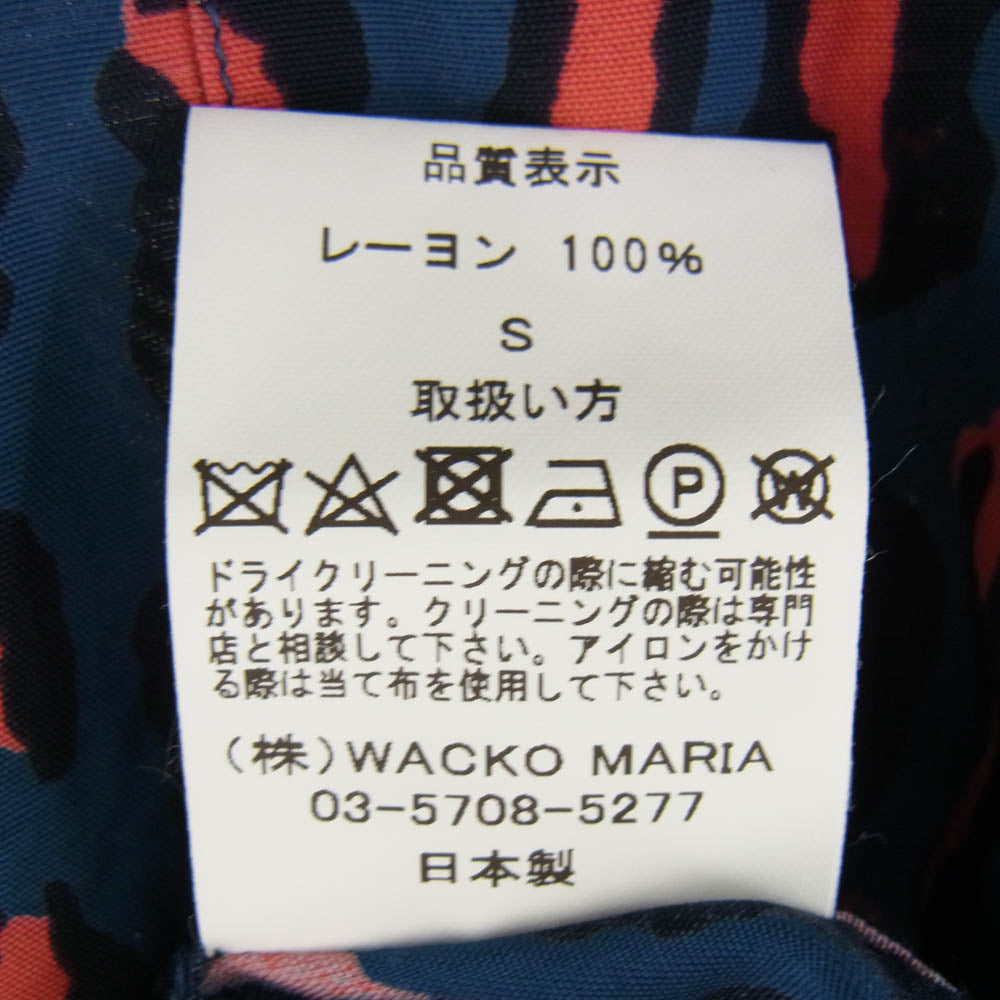 品質表示
レーヨン 100%
S
取扱い方
P
W
ドライクリーニングの際に縮む可能性
があります。クリーニングの際は専門
店と相談して下さい。アイロンをかけ
る際は当て布を使用して下さい。
(株)WACKO MARIA
03-5708-5277
日本製